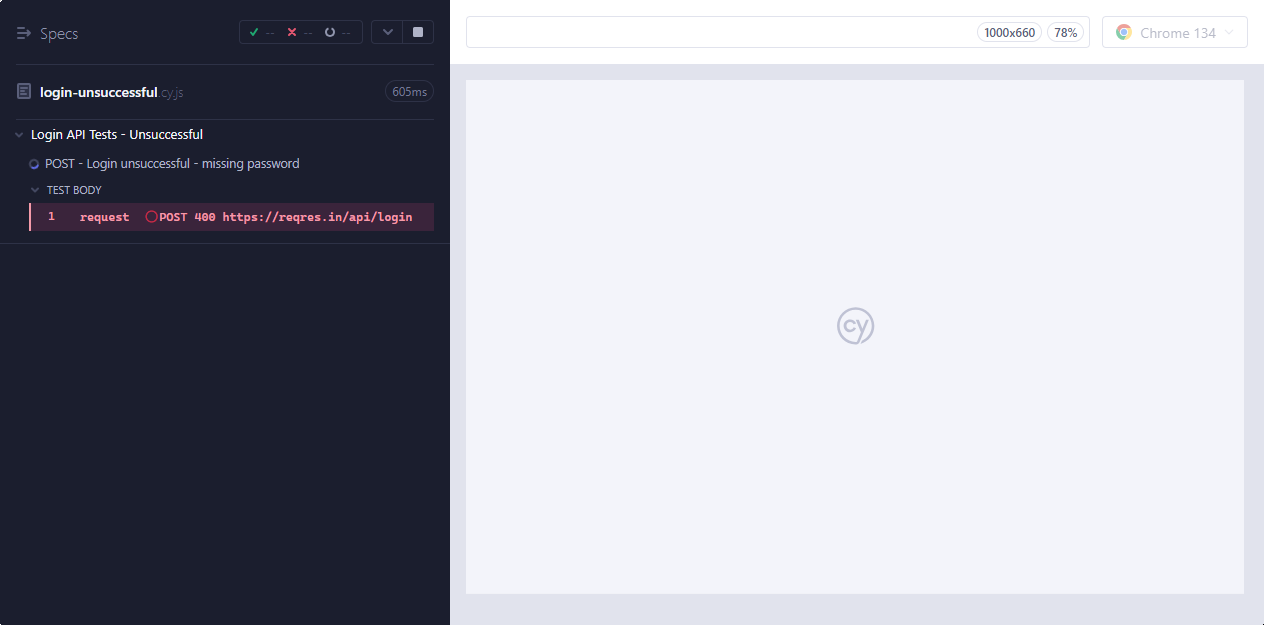 Specs
-- -- --
1000x660 78% Chrome 134
login-unsuccessful.cy.js 605ms
Login API Tests - Unsuccessful
POST - Login unsuccessful - missing password
TEST BODY
1 request POST 400 https://reqres.in/api/login
cy